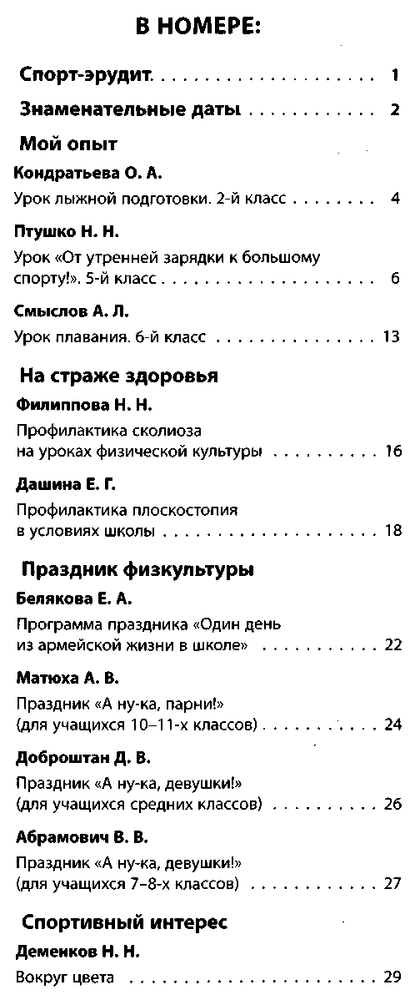 В НОМЕРЕ:
Спорт-эрудит. . . . . . . . . . . . . . . . . . . . . 1
Знаменательные даты . . . . . . . . . . . . 2
Мой опыт
Кондратьева О. А.
Урок лыжной подготовки. 2-й класс . . . . . . . . 4
Птушко Н. Н.
Урок «От утренней зарядки к большому
спорту!». 5-й класс . . . . . . . . . . . . . . . . . . . . 6
Смыслов А. Л.
Урок плавания. 6-й класс . . . . . . . . . . . . . . . 13
На страже здоровья
Филиппова Н. Н.
Профилактика сколиоза
на уроках физической культуры . . . . . . . . . . 16
Дашина Е. Г.
Профилактика плоскостопия
в условиях школы . . . . . . . . . . . . . . . . . . . . 18
Праздник физкультуры
Белякова Е. А.
Программа праздника «Один день
из армейской жизни в школе» . . . . . . . . . . . 22
Матюха А. В.
Праздник «А ну-ка, парни!»
(для учащихся 10–11-х классов) . . . . . . . . . . . 24
Доброштан Д. В.
Праздник «А ну-ка, девушки!»
(для учащихся средних классов) . . . . . . . . . . 26
Абрамович В. В.
Праздник «А ну-ка, девушки!»
(для учащихся 7–8-х классов) . . . . . . . . . . . . 27
Спортивный интерес
Деменков Н. Н.
Вокруг цвета . . . . . . . . . . . . . . . . . . . . . . . 29